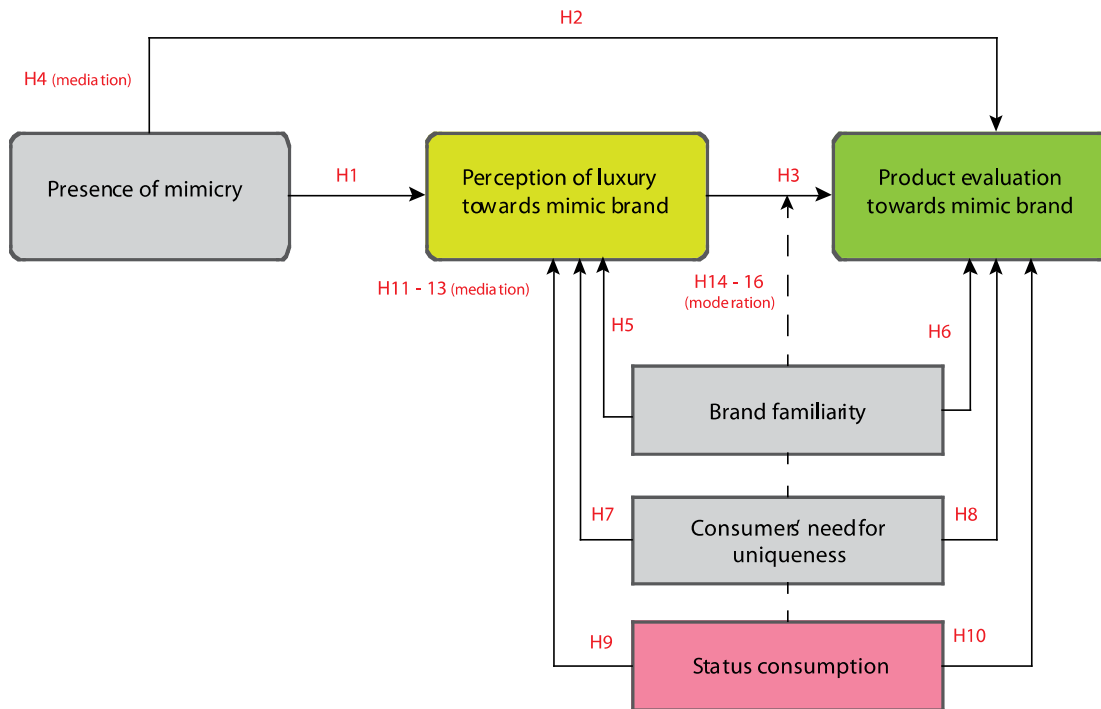 H2
H4 (mediation)
Presence of mimicry
H1
Perception of luxury
towards mimic brand
H3
Product evaluation
towards mimic brand
H11 - 13 (mediation)
H14 - 16
(moderation)
H5
H6
Brand familiarity
H7
Consumers' need for
uniqueness
H8
H9
Status consumption
H10